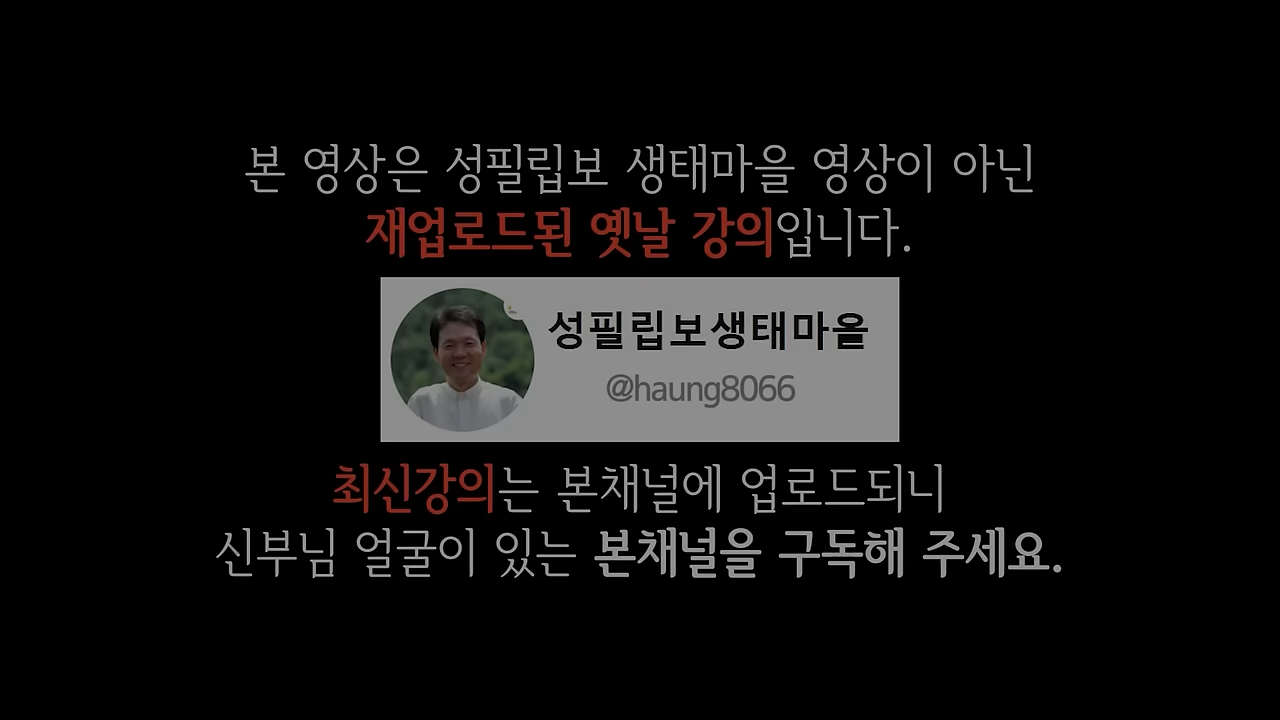 본 영상은 성필립보 생태마을 영상이 아닌
재업로드된 옛날 강의입니다.
성필립보생태마을
@haung8066
최신강의는 본채널에 업로드되니
신부님 얼굴이 있는 본채널을 구독해 주세요.